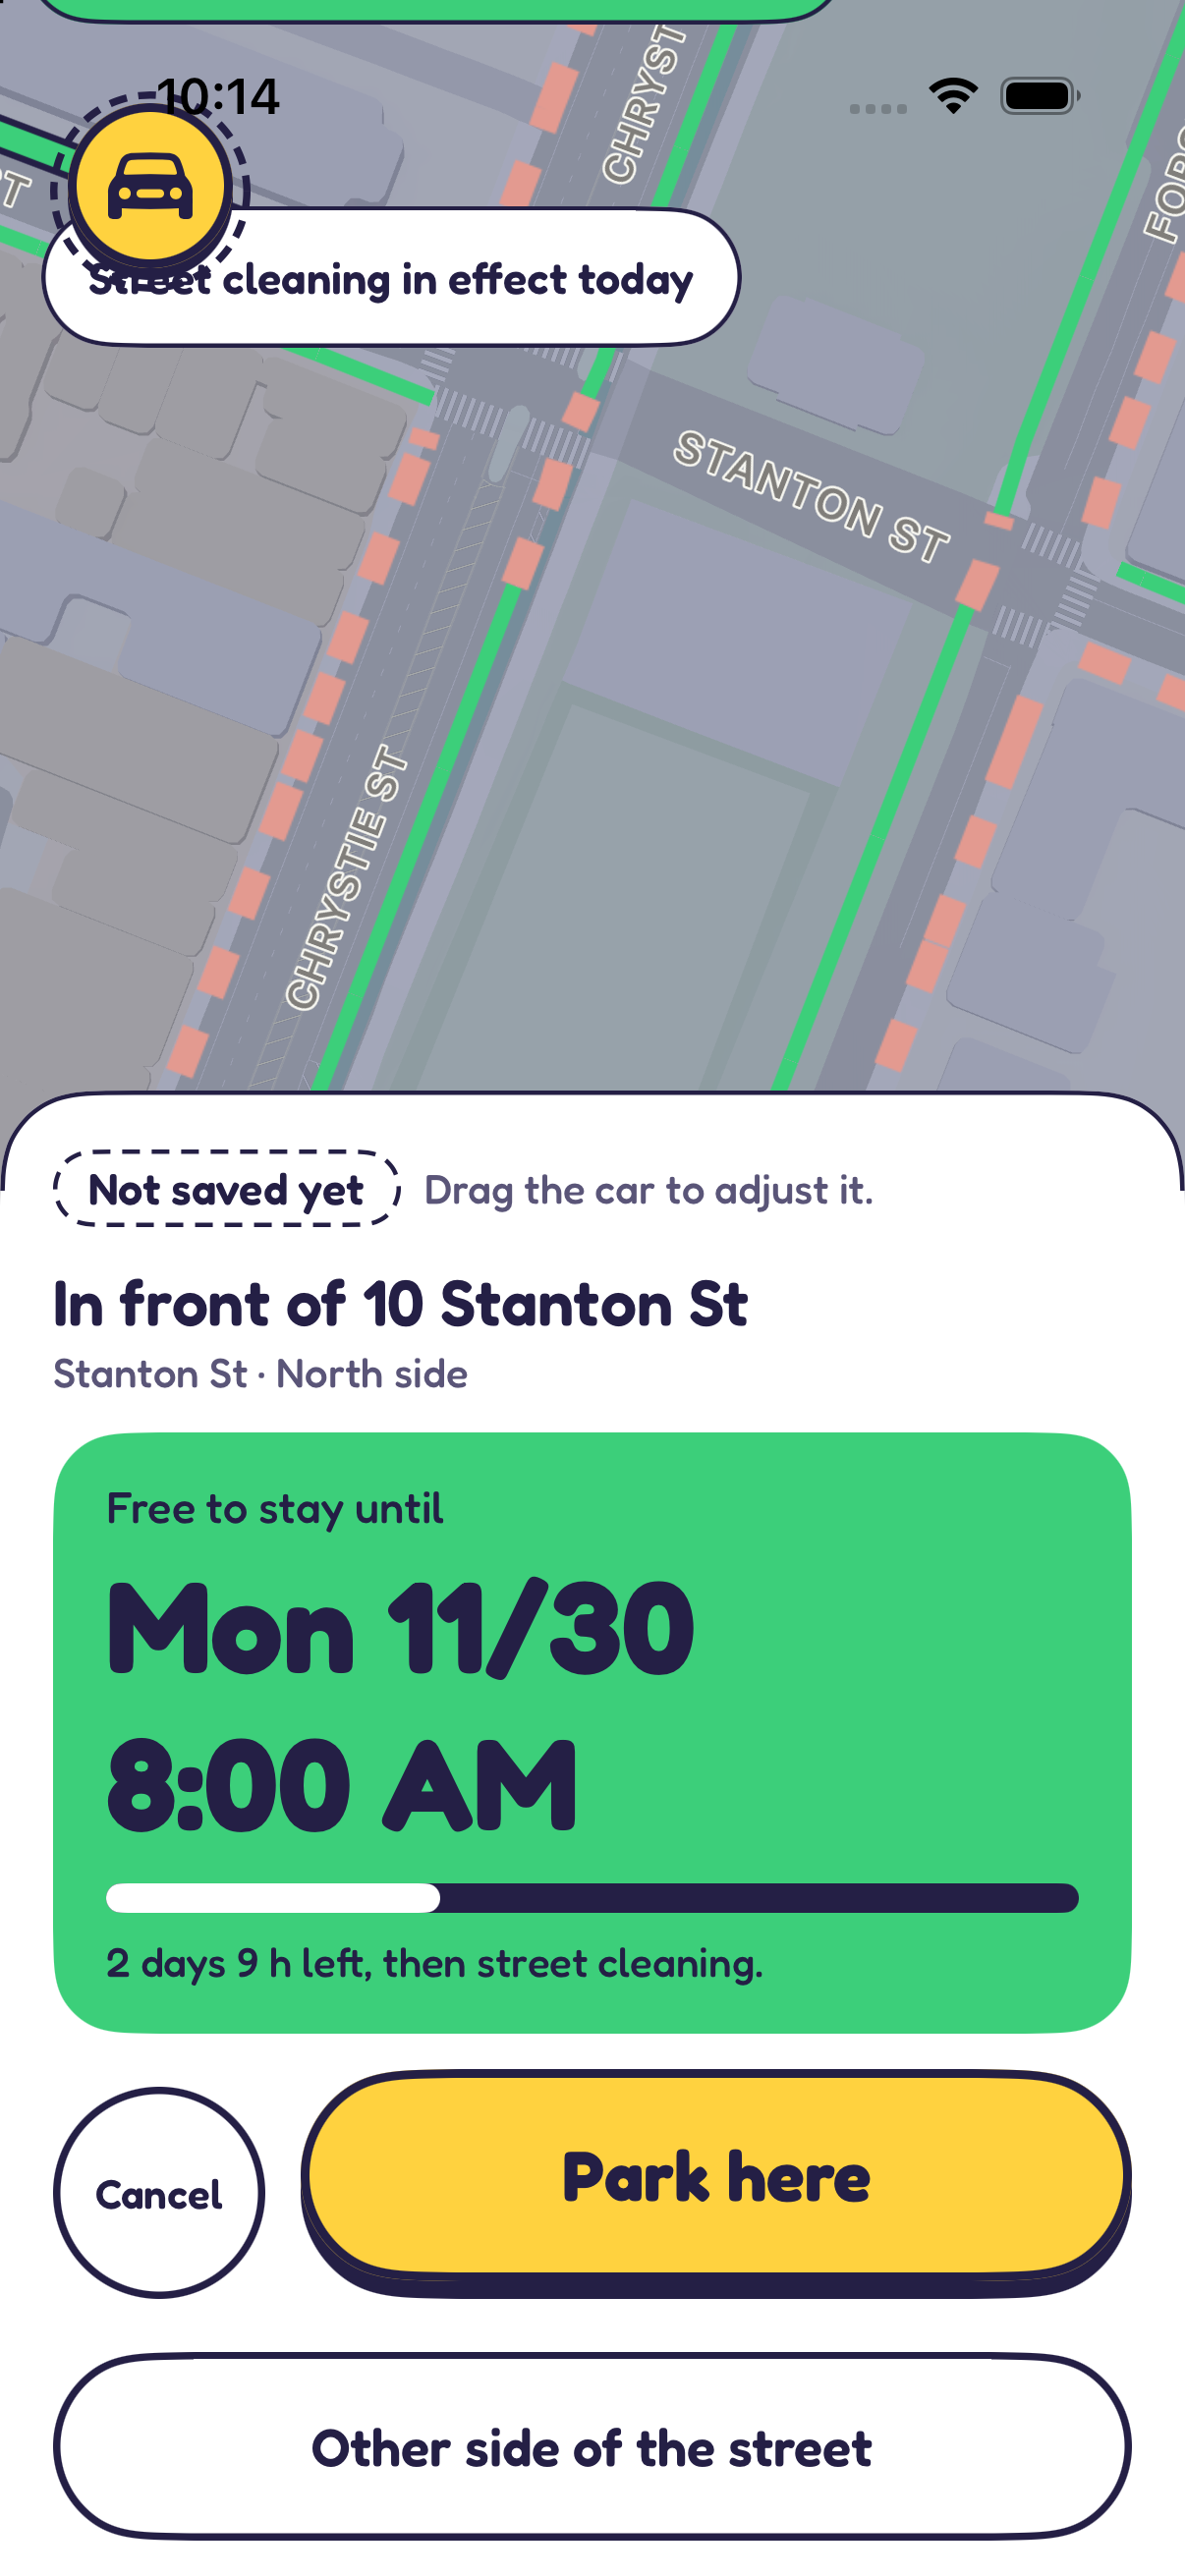 10:14
CHRYST
T
Street cleaning in effect today
STANTON ST
CHRYSTIE ST
Not saved yet
Drag the car to adjust it.
In front of 10 Stanton St
Stanton St · North side
Free to stay until
Mon 11/30
8:00 AM
2 days 9 h left, then street cleaning.
Cancel
Park here
Other side of the street